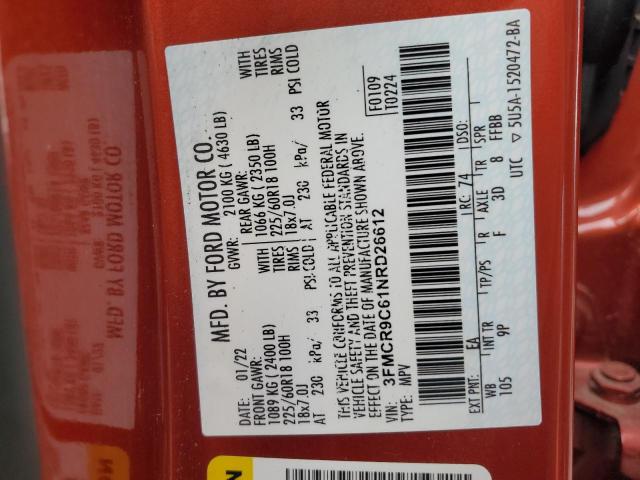 MFD. BY FORD MOTOR CO.
DATE: 01/22 GVWR: 2100 KG ( 4630 LB)
FRONT GAWR: REAR GAWR: WITH
1089 KG ( 2400 LB) 1066 KG ( 2350 LB) TIRES
225/60R18 100H WITH TIRES 225/60R18 100H RIMS
18x7.0J RIMS 18x7.0J
AT 230 kPa/ 33 PSI COLD AT 230 kPa/ 33 PSI COLD
THIS VEHICLE CONFORMS TO ALL APPLICABLE FEDERAL MOTOR
VEHICLE SAFETY AND THEFT PREVENTION STANDARDS IN
EFFECT ON THE DATE OF MANUFACTURE SHOWN ABOVE.
F0109
T0224
VIN: 3FMCR9C61NRD26612
TYPE: MPV
EXT PNT: EA RC: 74 DSO:
WB INT TR TP/PS R AXLE TR SPR
105 9P F 3D 8 FFBB
UTC ▽ 5U5A-1520472-BA